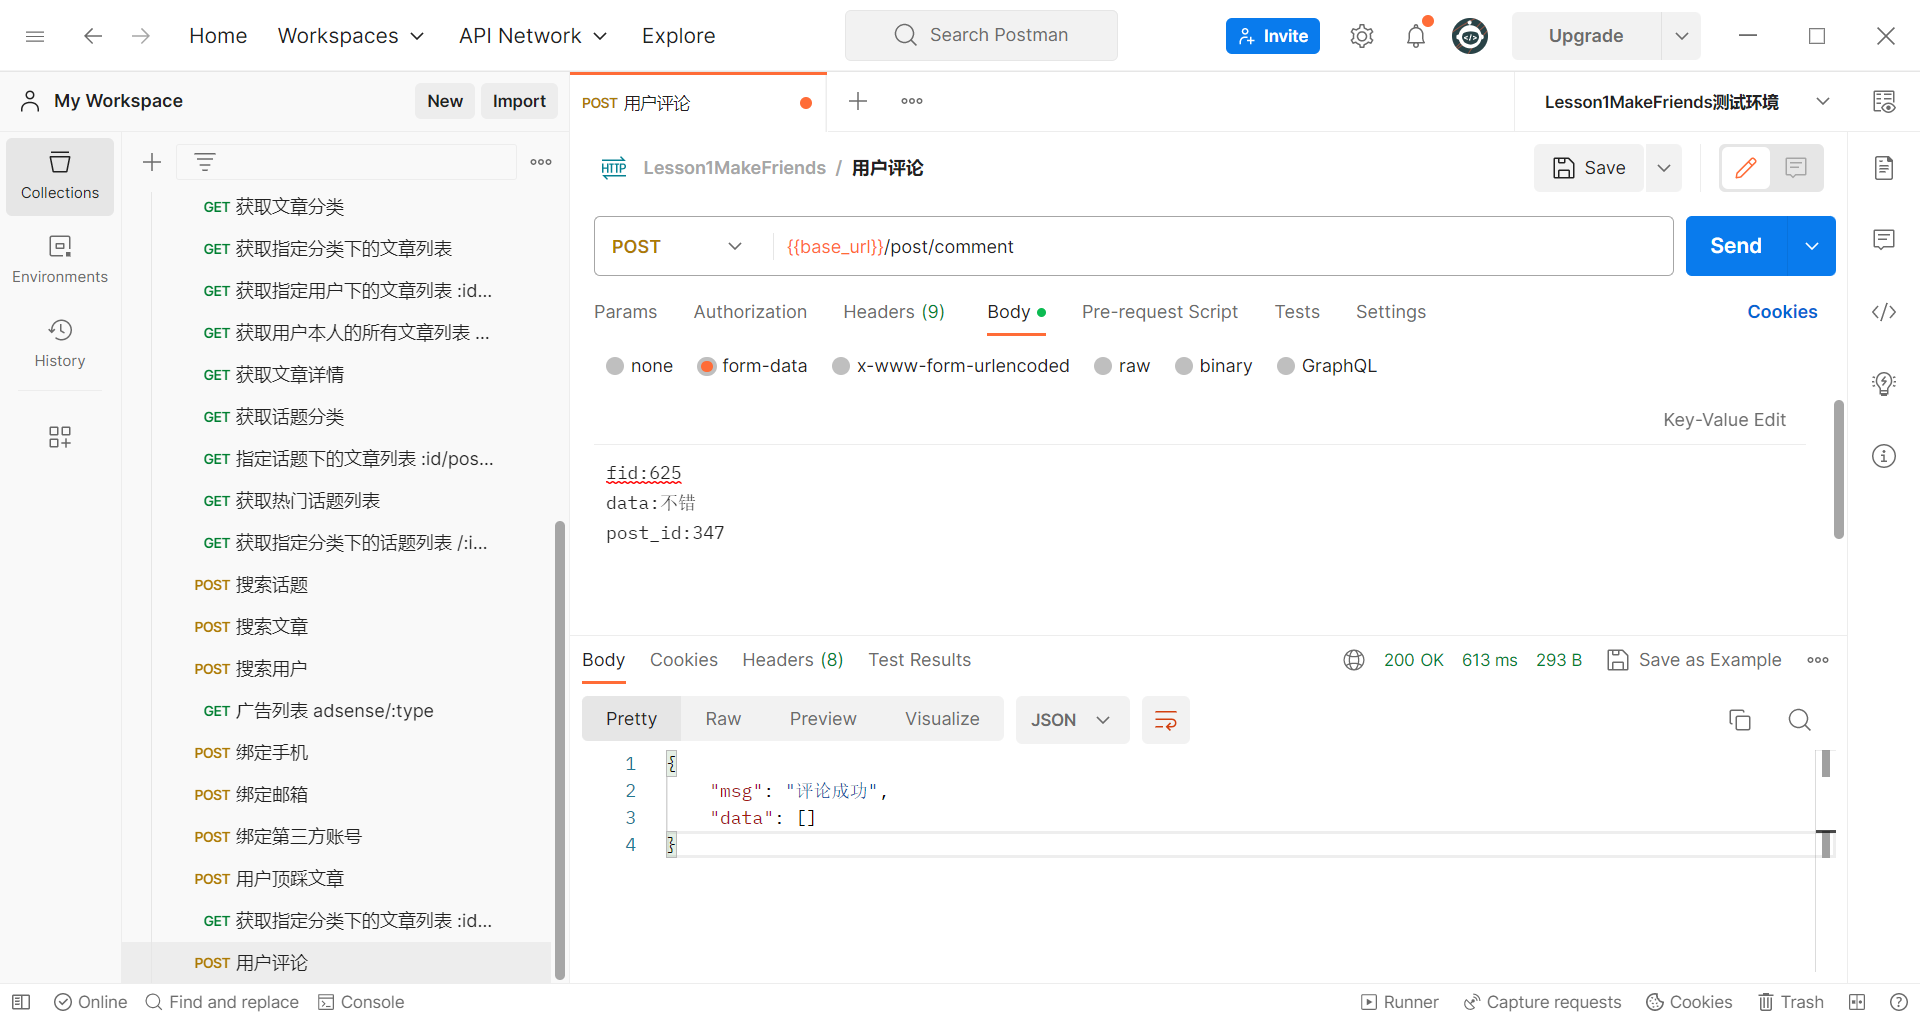 Home
Workspaces
API Network
Explore
Search Postman
Invite
Upgrade
My Workspace
New
Import
POST 用户评论
Lesson1MakeFriends测试环境
Collections
Environments
History
GET 获取文章分类
GET 获取指定分类下的文章列表
GET 获取指定用户下的文章列表 :id...
GET 获取用户本人的所有文章列表 ...
GET 获取文章详情
GET 获取话题分类
GET 指定话题下的文章列表 :id/pos...
GET 获取热门话题列表
GET 获取指定分类下的话题列表 /:i...
POST 搜索话题
POST 搜索文章
POST 搜索用户
GET 广告列表 adsense/:type
POST 绑定手机
POST 绑定邮箱
POST 绑定第三方账号
POST 用户顶踩文章
GET 获取指定分类下的文章列表 :id...
POST 用户评论
HTTP
Lesson1MakeFriends / 用户评论
Save
POST
{{base_url}}/post/comment
Send
Params
Authorization
Headers (9)
Body
Pre-request Script
Tests
Settings
Cookies
none
form-data
x-www-form-urlencoded
raw
binary
GraphQL
Key-Value Edit
fid:625
data:不错
post_id:347
Body
Cookies
Headers (8)
Test Results
200 OK
613 ms
293 B
Save as Example
Pretty
Raw
Preview
Visualize
JSON
1 {
2 "msg": "评论成功",
3 "data": []
4 }
Online
Find and replace
Console
Runner
Capture requests
Cookies
Trash